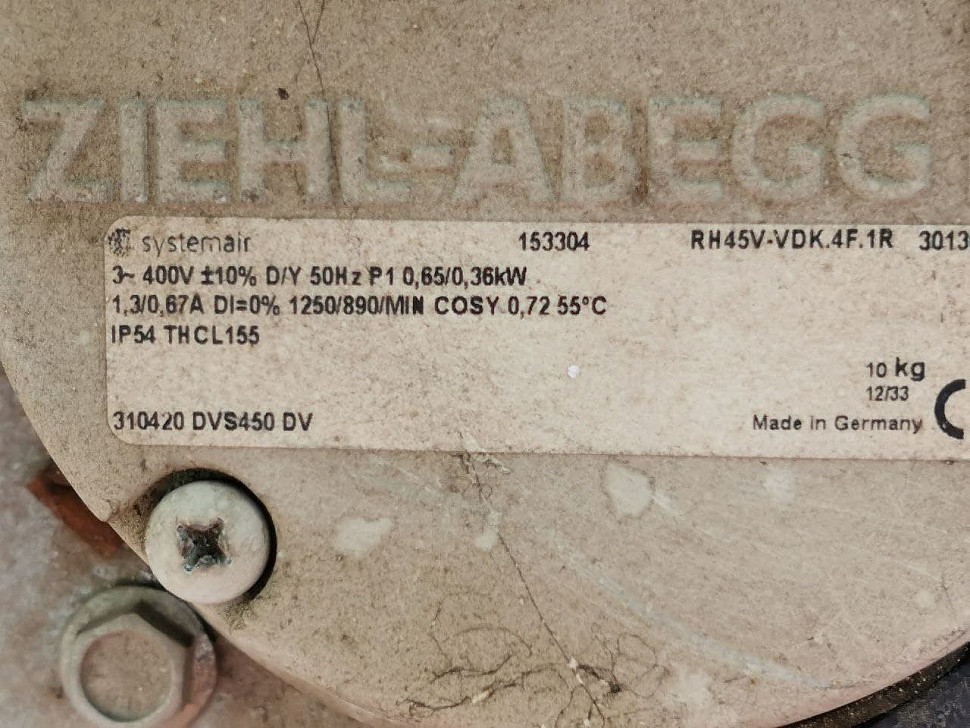 ZIEHL-ABEGG
systemair 153304 RH45V-VDK.4F.1R 3013
3~ 400V ±10% D/Y 50Hz P1 0,65/0,36kW
1,3/0,67A DI=0% 1250/890/MIN COSY 0,72 55°C
IP54 THCL155
10 kg
12/33
310420 DVS450 DV Made in Germany